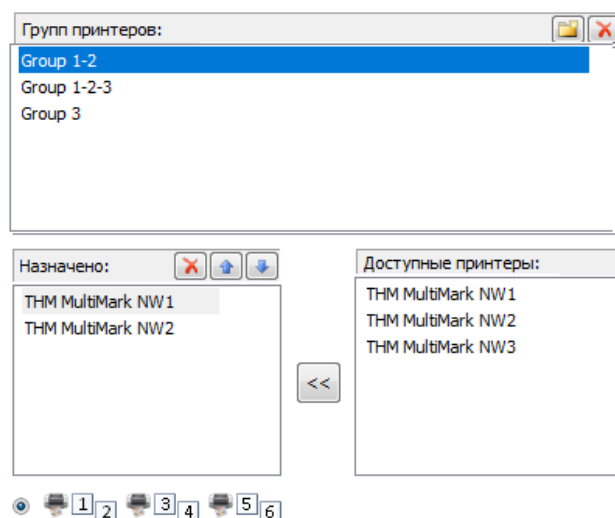 Групп принтеров:
Group 1-2
Group 1-2-3
Group 3
Назначено:
THM MultiMark NW1
THM MultiMark NW2
<<
Доступные принтеры:
THM MultiMark NW1
THM MultiMark NW2
THM MultiMark NW3
1 2 3 4 5 6